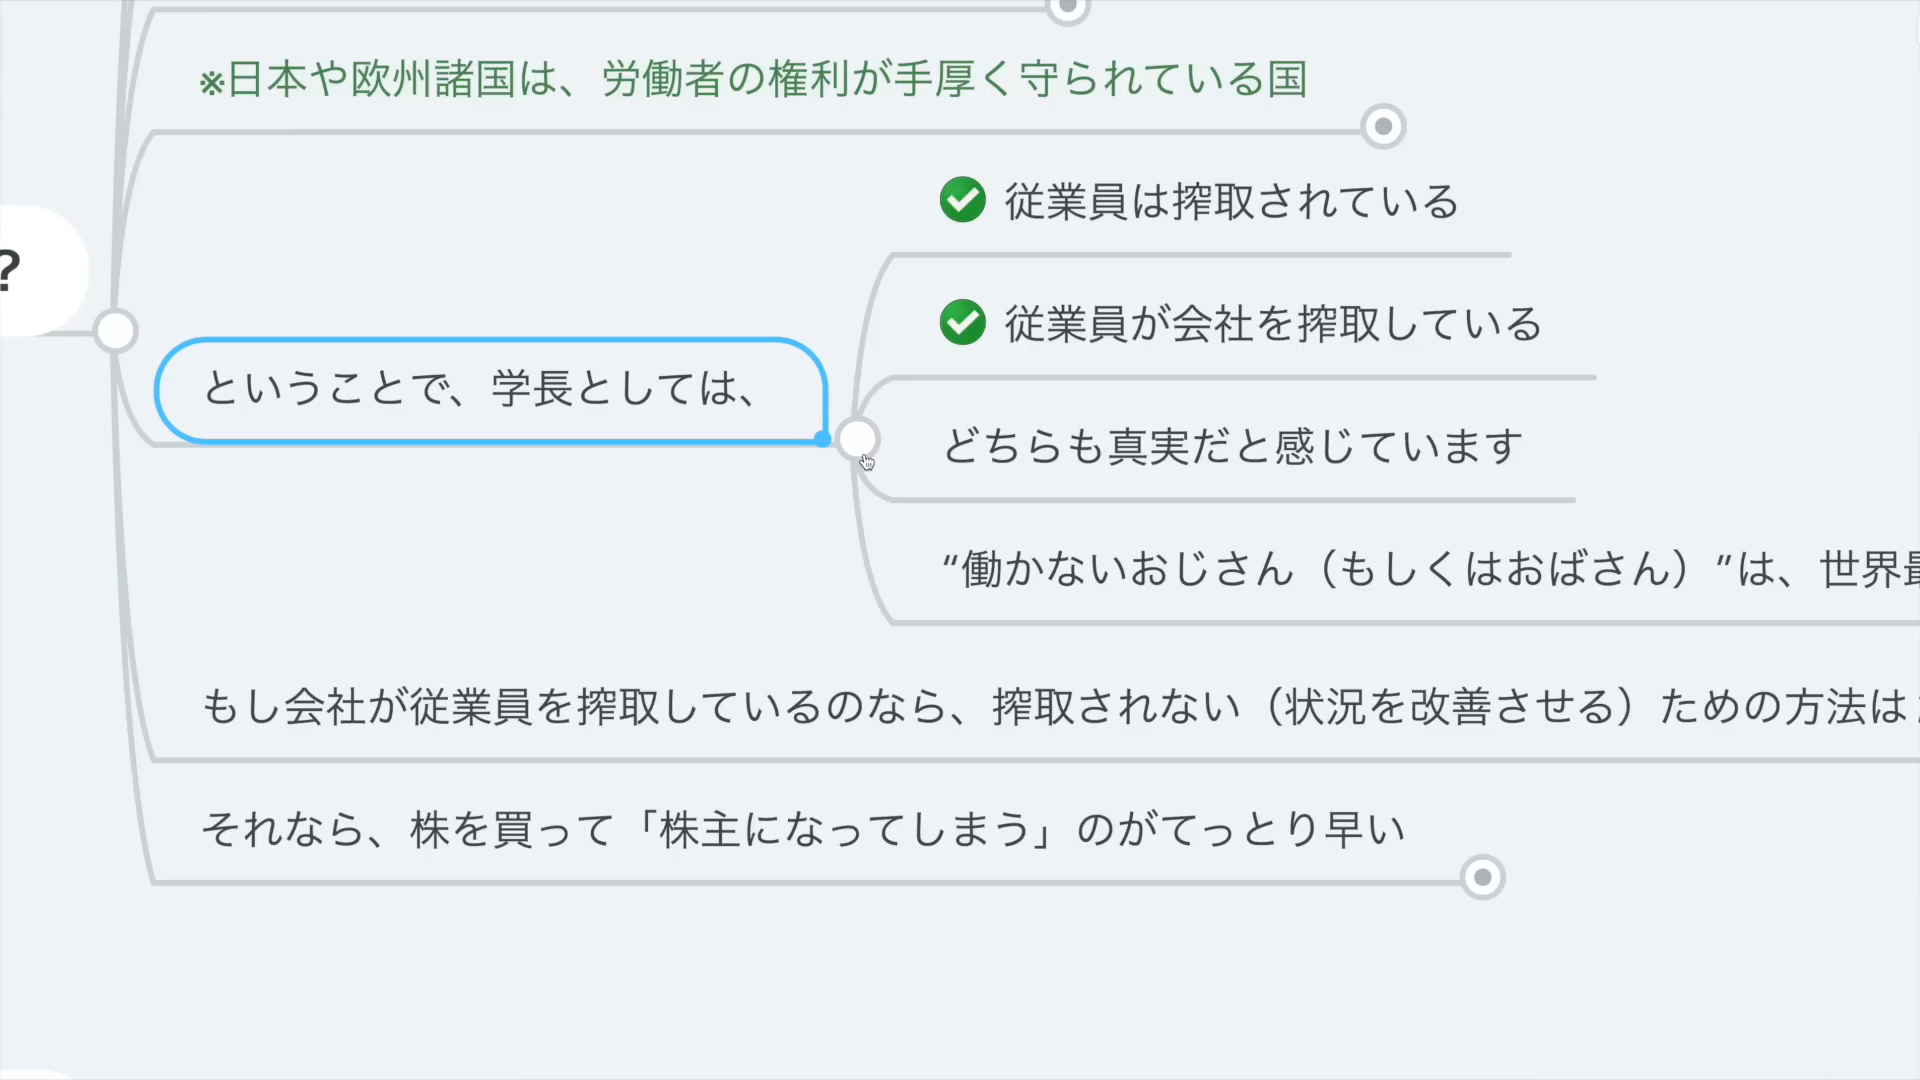 ※日本や欧州諸国は、労働者の権利が手厚く守られている国
?
従業員は搾取されている
従業員が会社を搾取している
ということで、学長としては、
どちらも真実だと感じています
“働かないおじさん（もしくはおばさん）”は、世界
もし会社が従業員を搾取しているのなら、搾取されない（状況を改善させる）ための方法は
それなら、株を買って「株主になってしまう」のがてっとり早い